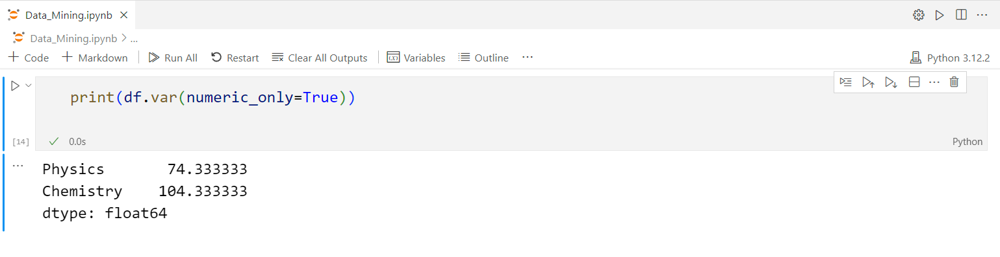 Data_Mining.ipynb
Data_Mining.ipynb > ...
+ Code + Markdown Run All Restart Clear All Outputs (x) Variables Outline ... Python 3.12.2
print(df.var(numeric_only=True))
[14] 0.0s Python
Physics 74.333333
Chemistry 104.333333
dtype: float64